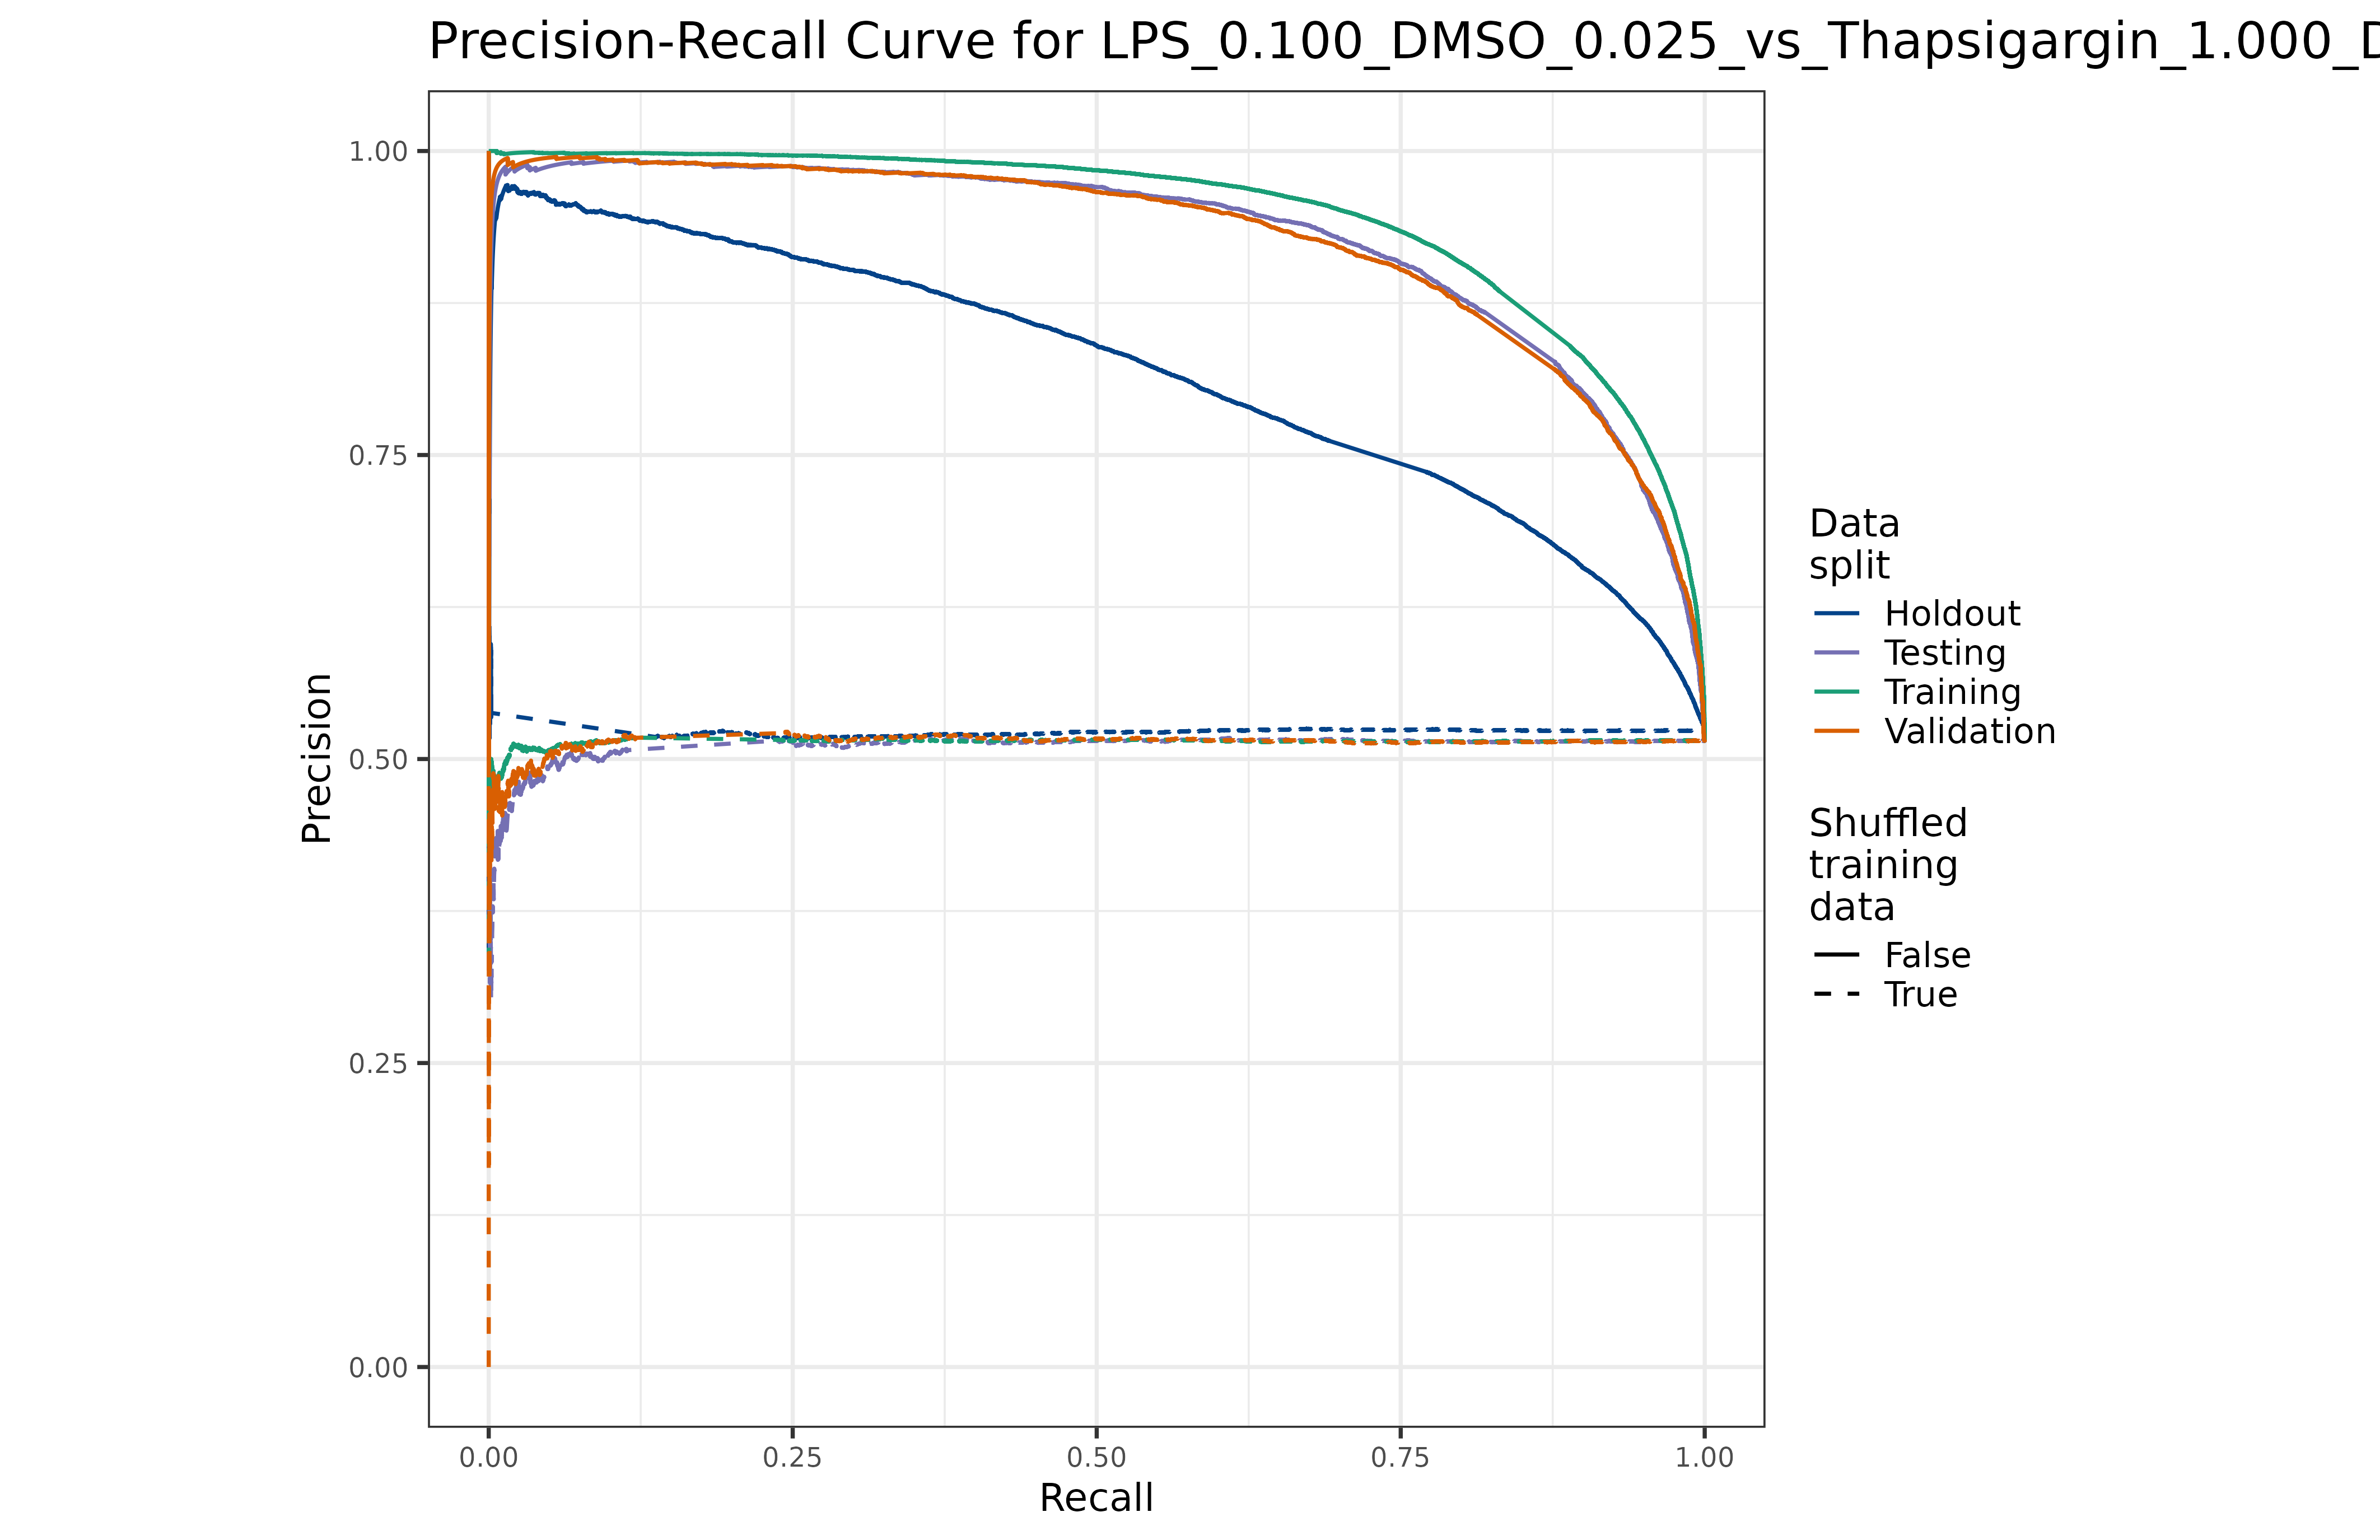 Precision-Recall Curve for LPS_0.100_DMSO_0.025_vs_Thapsigargin_1.000_D
1.00
0.75
0.50
0.25
0.00
Precision
0.00 0.25 0.50 0.75 1.00
Recall
Data
split
Holdout
Testing
Training
Validation
Shuffled
training
data
False
True